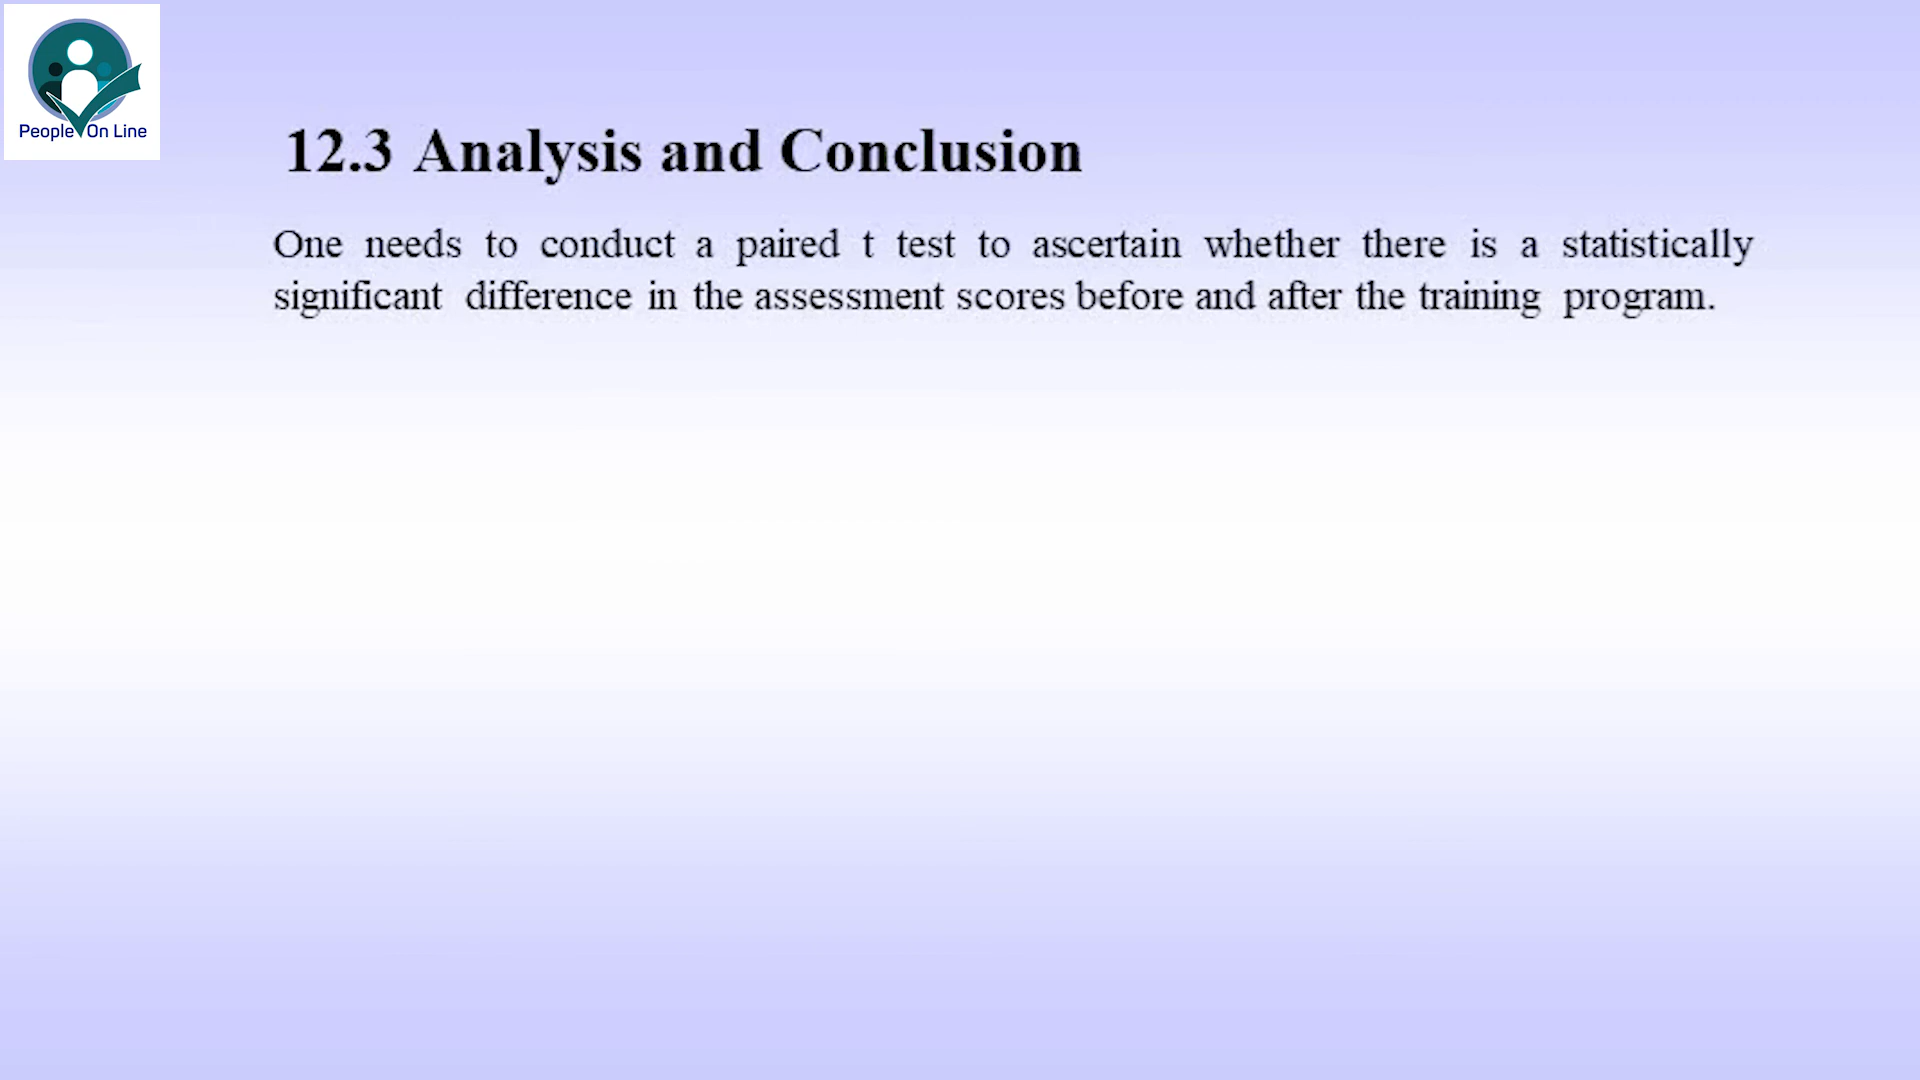 People On Line
12.3 Analysis and Conclusion
One needs to conduct a paired t test to ascertain whether there is a statistically
significant difference in the assessment scores before and after the training program.